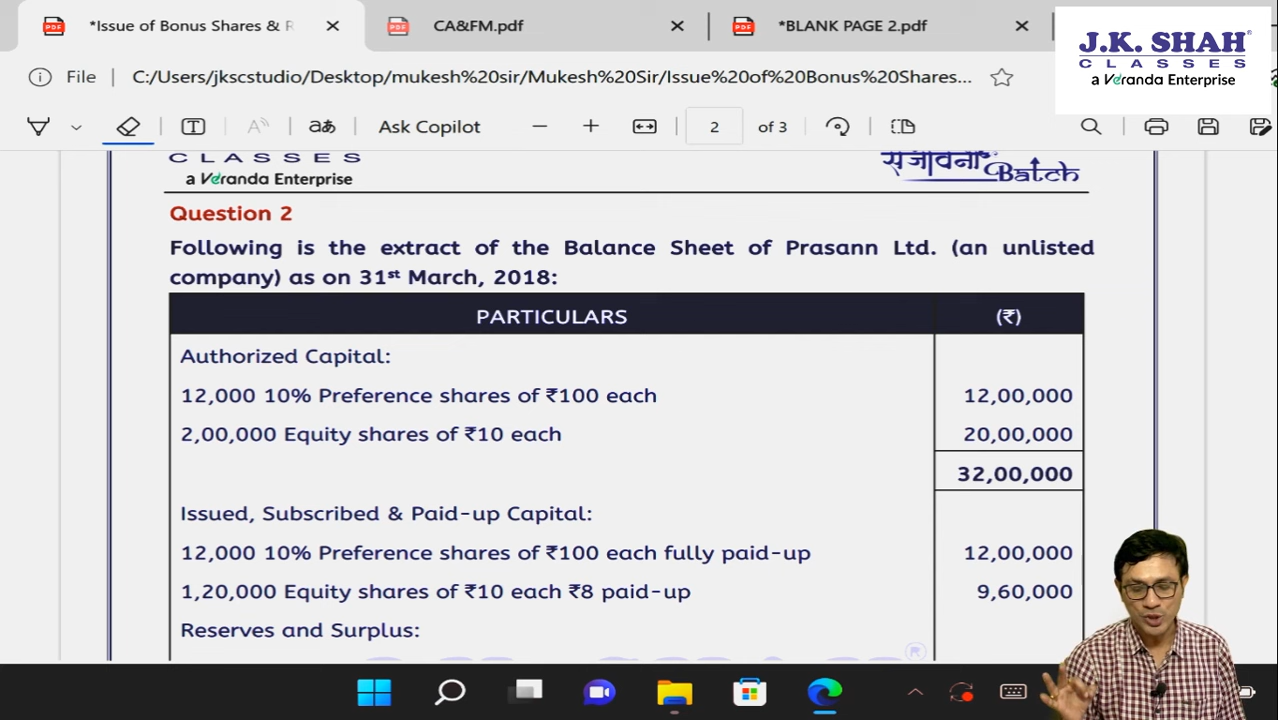 *Issue of Bonus Shares & R
CA&FM.pdf
*BLANK PAGE 2.pdf
J.K. SHAH®
CLASSES
a Veranda Enterprise
File
C:/Users/jkscstudio/Desktop/mukesh%20sir/Mukesh%20Sir/Issue%20of%20Bonus%20Shares...
Ask Copilot
2 of 3
CLASSES
a Veranda Enterprise
संजीवनी Batch
Question 2
Following is the extract of the Balance Sheet of Prasann Ltd. (an unlisted
company) as on 31st March, 2018:
PARTICULARS (₹)
Authorized Capital:
12,000 10% Preference shares of ₹100 each 12,00,000
2,00,000 Equity shares of ₹10 each 20,00,000
32,00,000
Issued, Subscribed & Paid-up Capital:
12,000 10% Preference shares of ₹100 each fully paid-up 12,00,000
1,20,000 Equity shares of ₹10 each ₹8 paid-up 9,60,000
Reserves and Surplus: